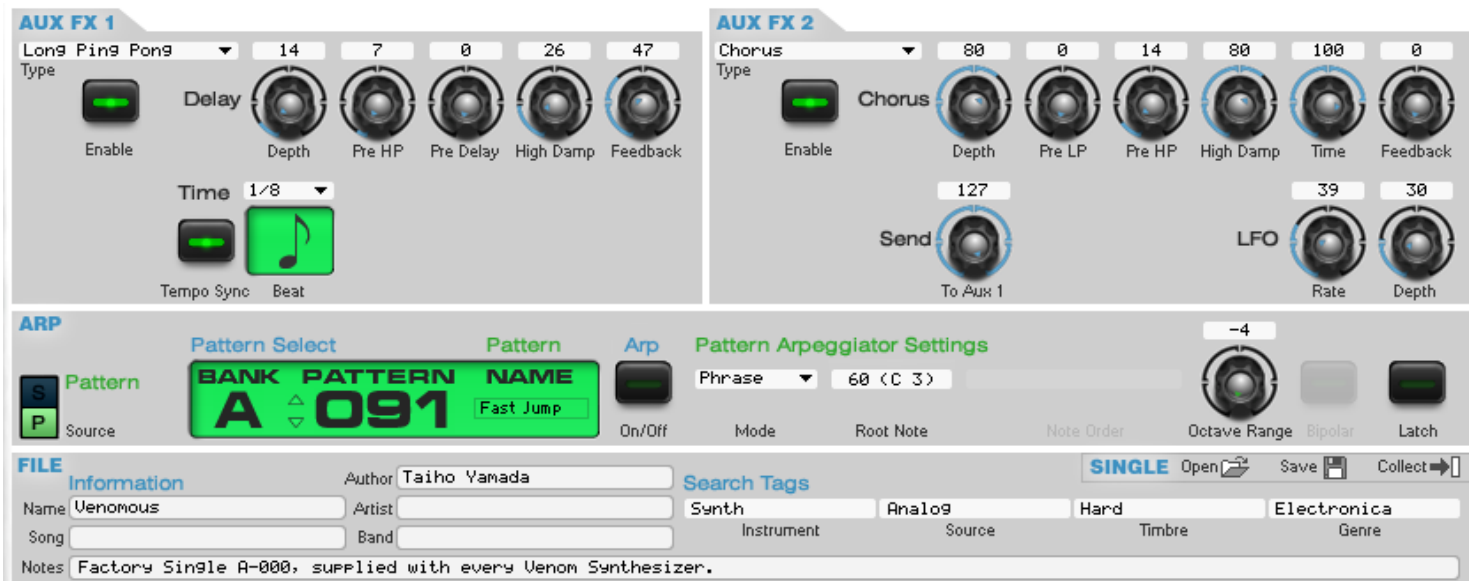 AUX FX 1
Long Ping Pong 14 7 0 26 47
Type
Delay
Enable Depth Pre HP Pre Delay High Damp Feedback
Time 1/8
Tempo Sync Beat
AUX FX 2
Chorus 80 0 14 80 100 0
Type
Chorus
Enable Depth Pre LP Pre HP High Damp Time Feedback
127 39 30
Send LFO
To Aux 1 Rate Depth
ARP
-4
Pattern Select Pattern Arp Pattern Arpeggiator Settings
BANK PATTERN NAME
S Pattern Phrase 60 (C 3)
A 091 Fast Jump
P Source On/Off Mode Root Note Note Order Octave Range Bipolar Latch
FILE
SINGLE Open Save Collect
Information Author Taiho Yamada Search Tags
Name Venomous Artist Synth Analog Hard Electronica
Song Band Instrument Source Timbre Genre
Notes Factory Single A-000, supplied with every Venom Synthesizer.